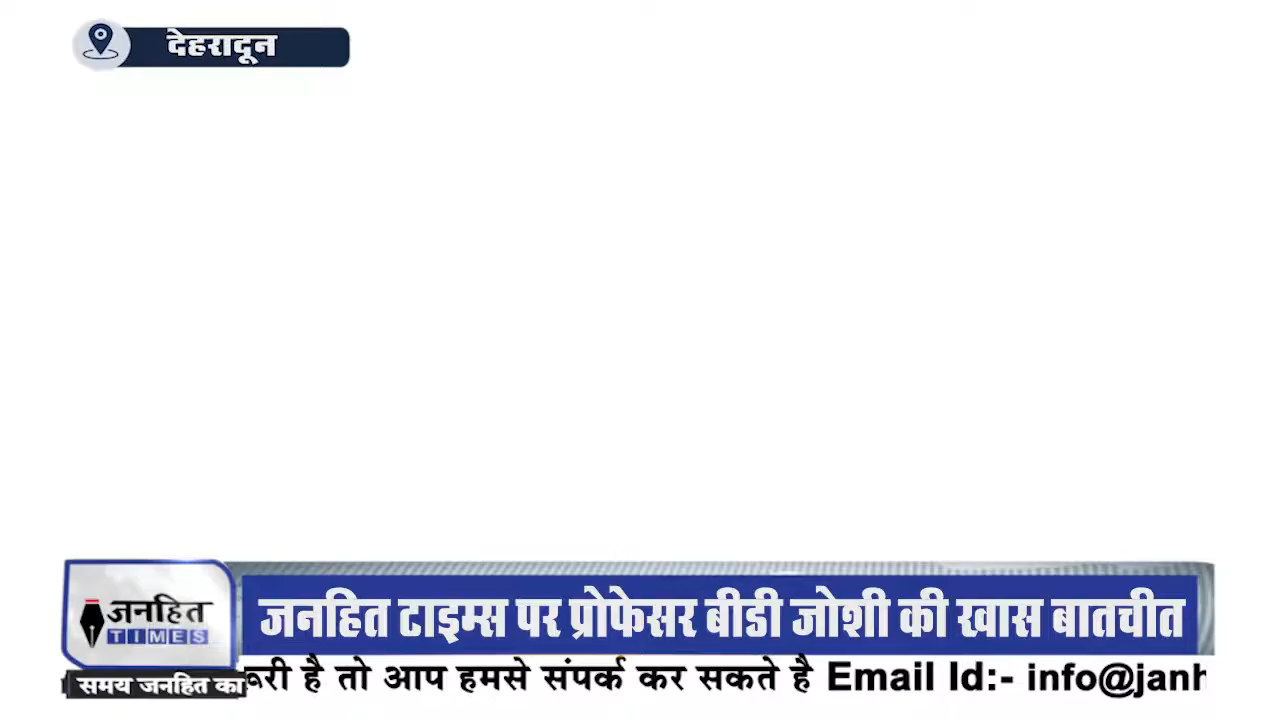 देहरादून
जनहित
TIMES
जनहित टाइम्स पर प्रोफेसर बीडी जोशी की खास बातचीत
समय जनहित का
है तो आप हमसे संपर्क कर सकते है Email Id:- info@janh